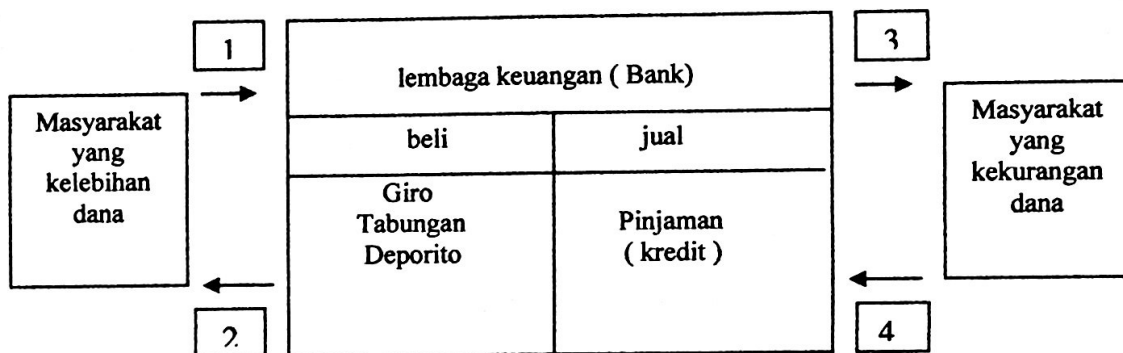 1
3
lembaga keuangan ( Bank)
Masyarakat
yang
kelebihan
dana
beli
jual
Masyarakat
yang
kekurangan
dana
Giro
Tabungan
Deporito
Pinjaman
( kredit )
2
4